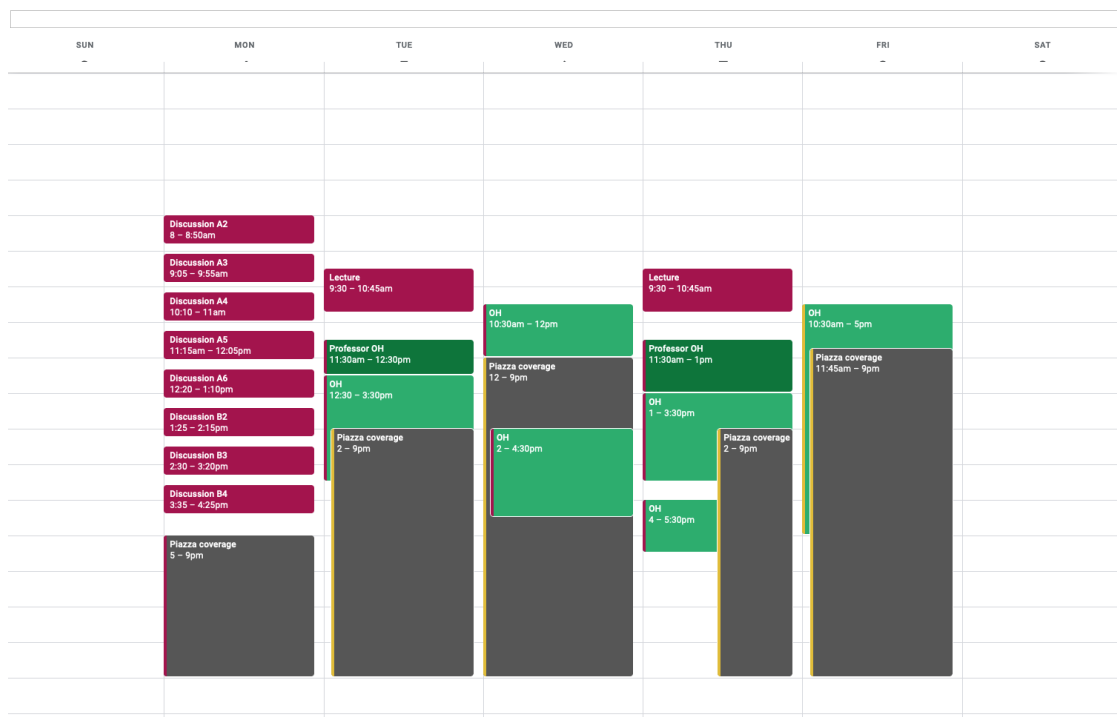 SUN
MON
TUE
WED
THU
FRI
SAT
Discussion A2
8 – 8:50am
Discussion A3
9:05 – 9:55am
Discussion A4
10:10 – 11am
Discussion A5
11:15am – 12:05pm
Discussion A6
12:20 – 1:10pm
Discussion B2
1:25 – 2:15pm
Discussion B3
2:30 – 3:20pm
Discussion B4
3:35 – 4:25pm
Piazza coverage
5 – 9pm
Lecture
9:30 – 10:45am
Professor OH
11:30am – 12:30pm
OH
12:30 – 3:30pm
Piazza coverage
2 – 9pm
OH
10:30am – 12pm
Piazza coverage
12 – 9pm
OH
2 – 4:30pm
Lecture
9:30 – 10:45am
Professor OH
11:30am – 1pm
OH
1 – 3:30pm
Piazza coverage
2 – 9pm
OH
4 – 5:30pm
OH
10:30am – 5pm
Piazza coverage
11:45am – 9pm